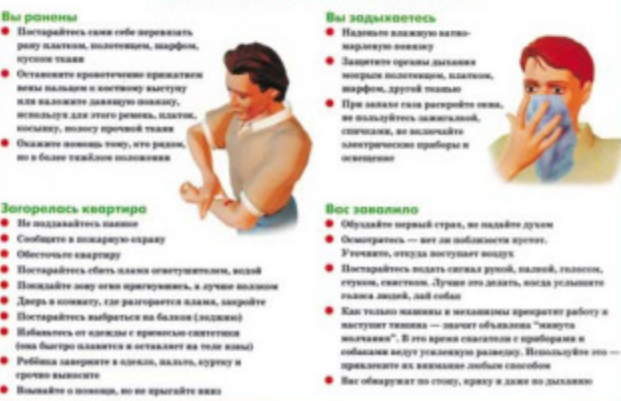 Вы ранены
Постарайтесь сами себе перевязать
рану платком, полотенцем, шарфом,
куском ткани
Остановите кровотечение прижатием
вены пальцем к костному выступу
или наложите давящую повязку,
используя для этого ремень, платок,
косынку, полосу прочной ткани
Окажите помощь тому, кто рядом,
но в более тяжёлом положении
Загорелась квартира
Не поддавайтесь панике
Сообщите в пожарную охрану
Обесточьте квартиру
Постарайтесь сбить пламя огнетушителем, водой
Покидайте зону огня пригнувшись, а лучше ползком
Дверь в комнату, где разгорается пламя, закройте
Постарайтесь выбраться на балкон (лоджию)
Избавьтесь от одежды с примесью синтетики
(она быстро плавится и оставляет на теле язвы)
Ребёнка заверните в одеяло, пальто, куртку и
срочно выносите
Взывайте о помощи, но не прыгайте вниз
Вы задыхаетесь
Наденьте влажную ватно-
марлевую повязку
Защитите органы дыхания
мокрым полотенцем, платком,
шарфом, другой тканью
При запахе газа раскройте окна,
не пользуйтесь зажигалкой,
спичками, не включайте
электрические приборы и
освещение
Вас завалило
Обуздайте первый страх, не падайте духом
Осмотритесь — нет ли поблизости пустот.
Уточните, откуда поступает воздух
Постарайтесь подать сигнал рукой, палкой, голосом,
стуком, свистком. Лучше это делать, когда услышите
голоса людей, лай собак
Как только машины и механизмы прекратят работу и
наступит тишина — значит объявлена "минута
молчания". В это время спасатели с приборами и
собаками ведут усиленную разведку. Используйте это —
привлеките их внимание любым способом
Вас обнаружат по стону, крику и даже по дыханию